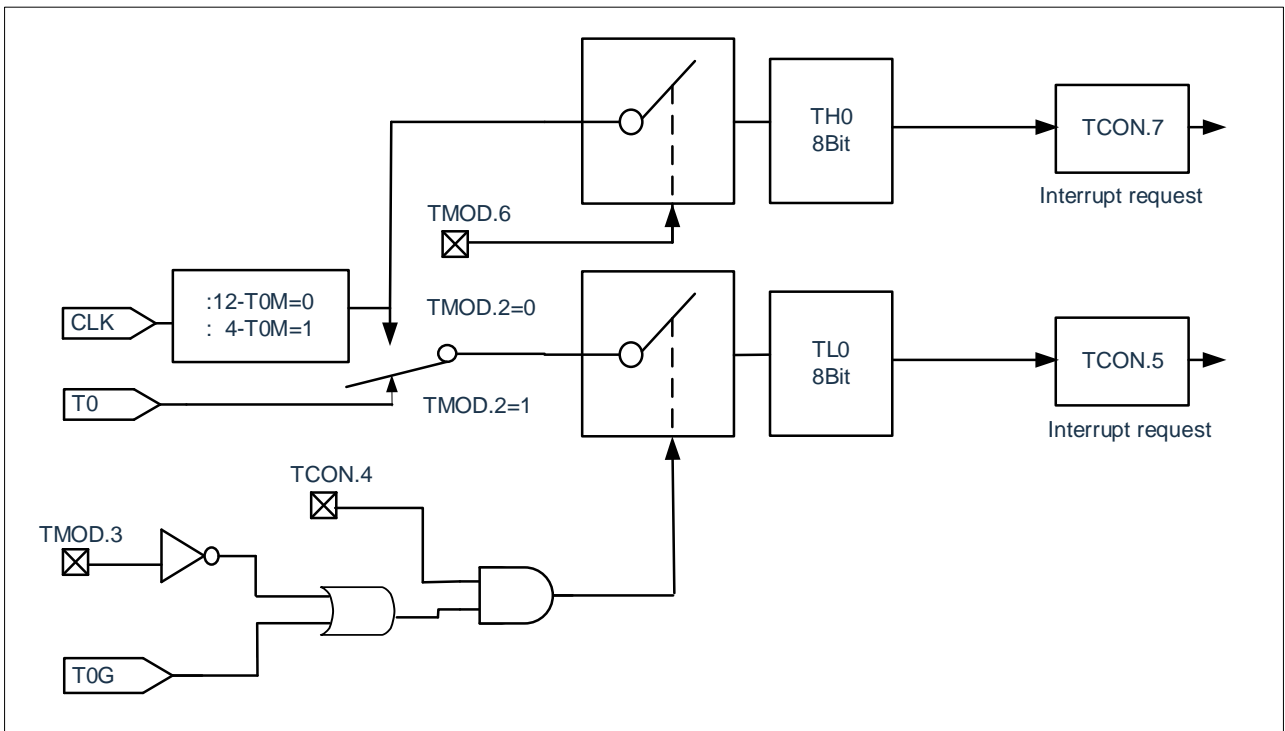 TH0
8Bit
TCON.7
Interrupt request
TMOD.6
:12-T0M=0
: 4-T0M=1
CLK
TMOD.2=0
TL0
8Bit
TCON.5
T0
TMOD.2=1
Interrupt request
TCON.4
TMOD.3
T0G